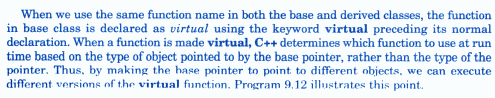 When we use the same function name in both the base and derived classes, the function
in base class is declared as virtual using the keyword virtual preceding its normal
declaration. When a function is made virtual, C++ determines which function to use at run
time based on the type of object pointed to by the base pointer, rather than the type of the
pointer. Thus, by making the base pointer to point to different objects, we can execute
different versions of the virtual function. Program 9.12 illustrates this point.